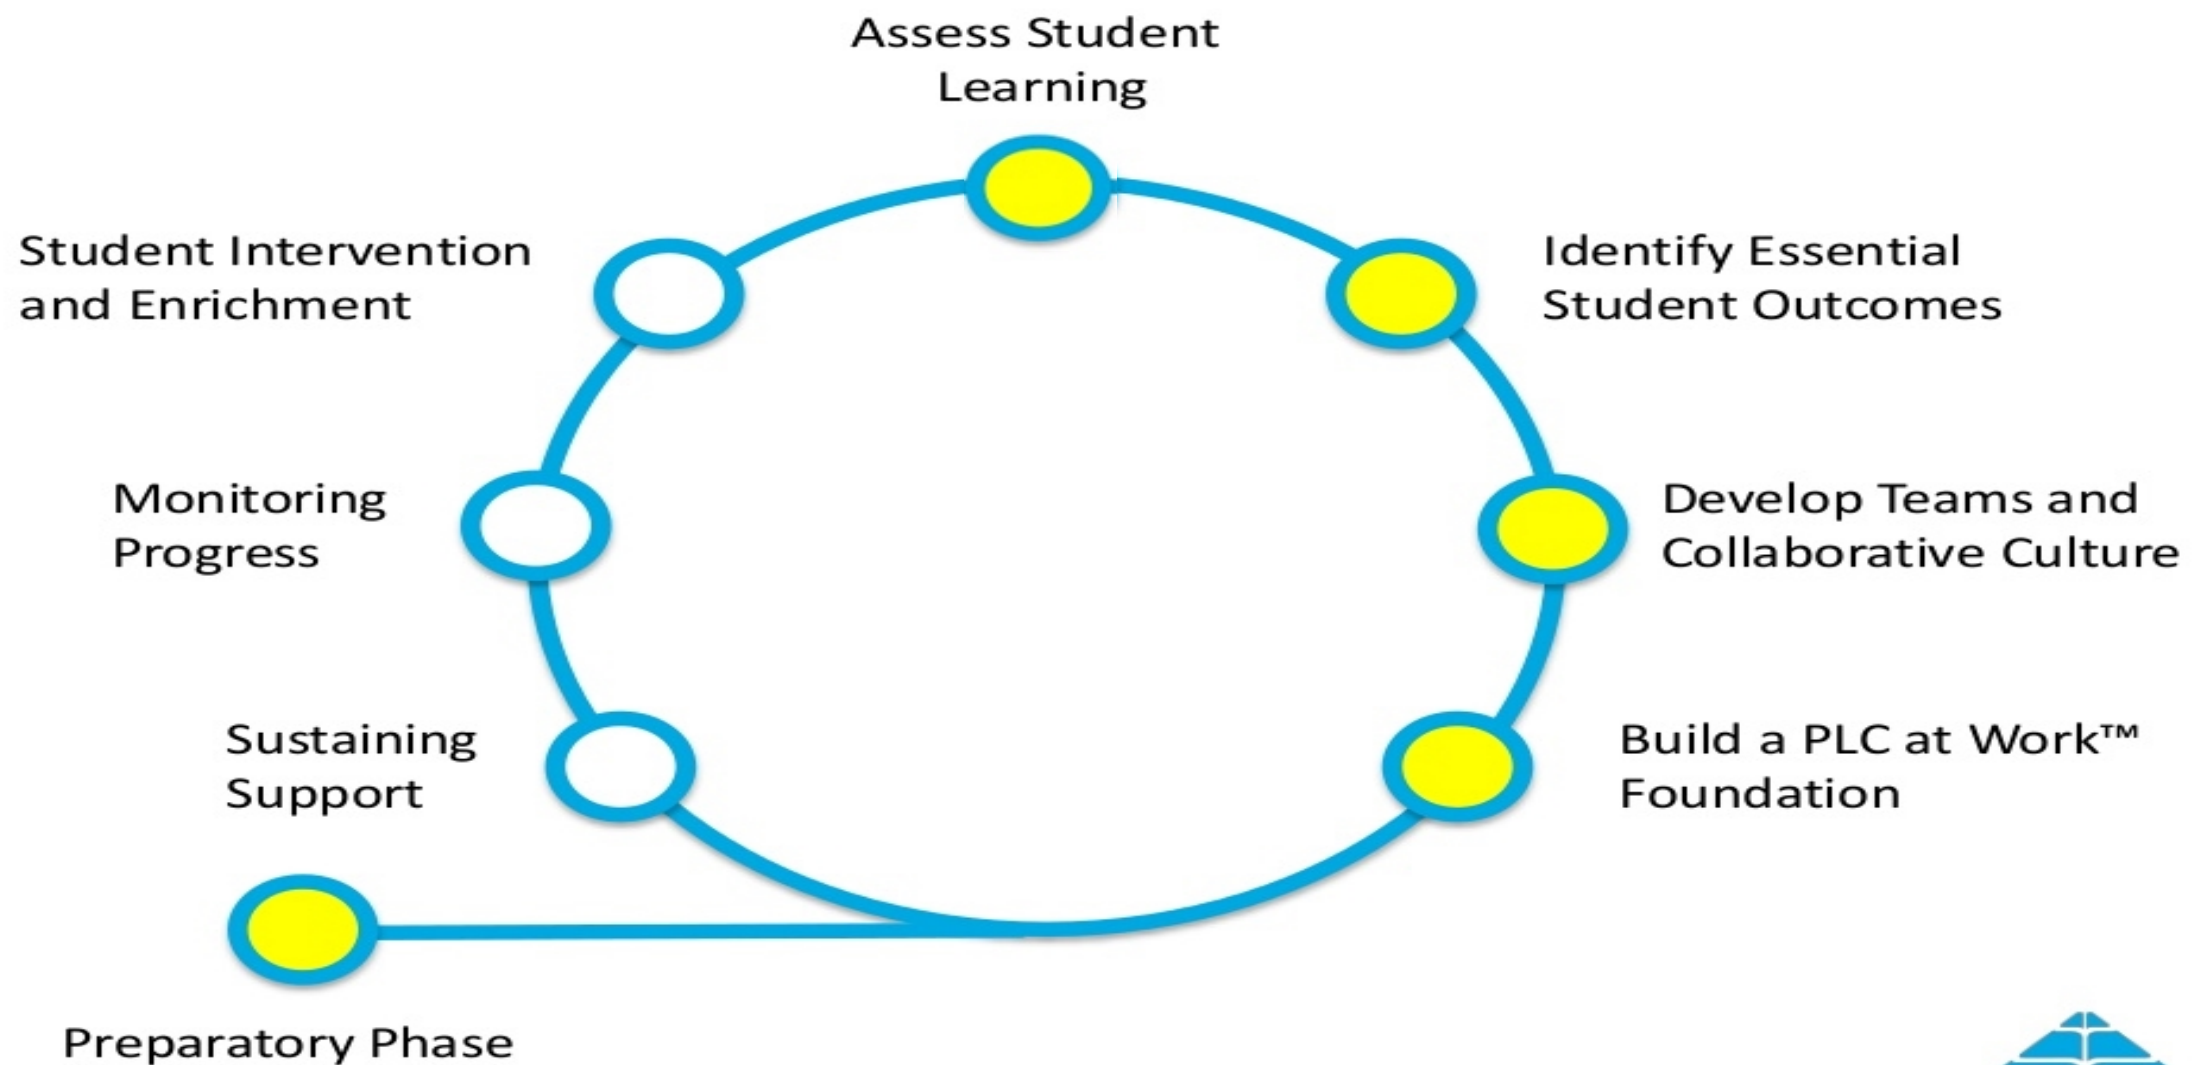 Assess Student
Learning
Student Intervention
and Enrichment
Identify Essential
Student Outcomes
Monitoring
Progress
Develop Teams and
Collaborative Culture
Sustaining
Support
Build a PLC at Work™
Foundation
Preparatory Phase